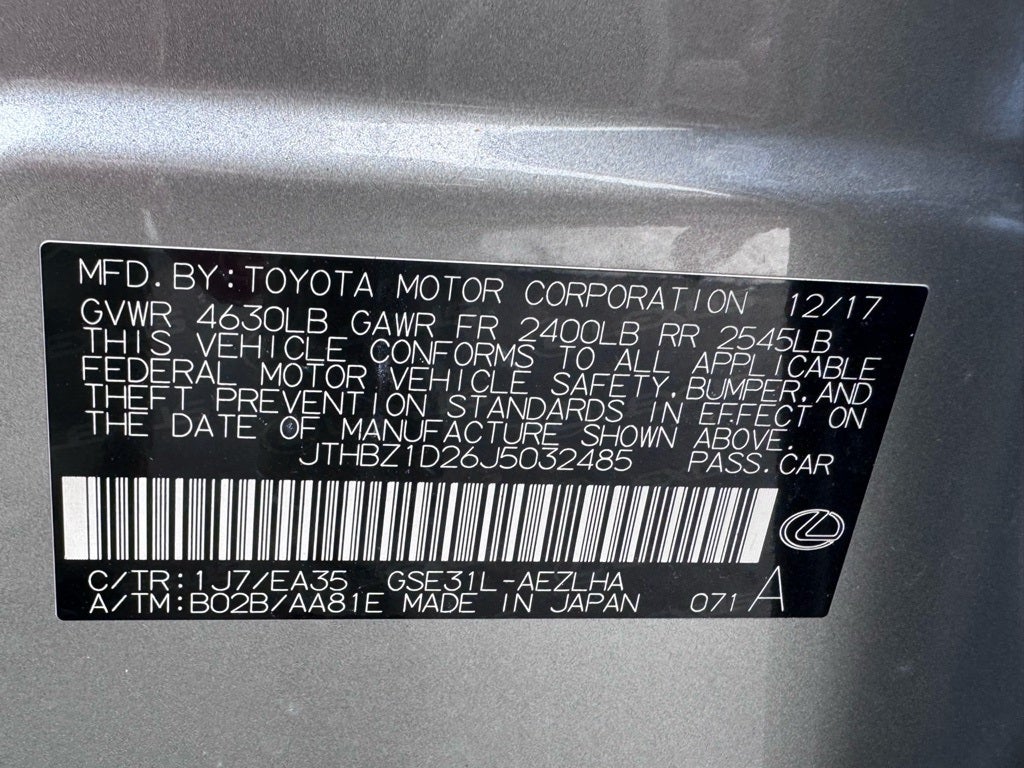 MFD. BY: TOYOTA MOTOR CORPORATION 12/17
GVWR 4630LB GAWR FR 2400LB RR 2545LB
THIS VEHICLE CONFORMS TO ALL APPLICABLE
FEDERAL MOTOR VEHICLE SAFETY, BUMPER, AND
THEFT PREVENTION STANDARDS IN EFFECT ON
THE DATE OF MANUFACTURE SHOWN ABOVE.
JTHBZ1D26J5032485 PASS. CAR
C/TR: 1J7/EA35 GSE31L-AEZLHA
A/TM: B02B/AA81E MADE IN JAPAN 071 A